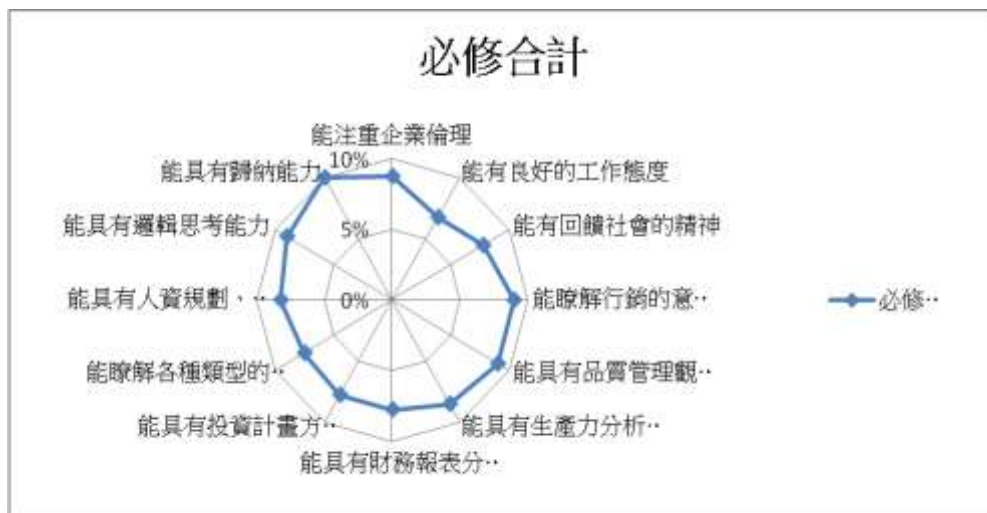 必修合計
能注重企業倫理
能有良好的工作態度
能有回饋社會的精神
能瞭解行銷的意..
能具有品質管理觀..
能具有生產力分析..
能具有財務報表分..
能具有投資計畫方..
能瞭解各種類型的..
能具有人資規劃、..
能具有邏輯思考能力
能具有歸納能力
10%
5%
0%
必修..